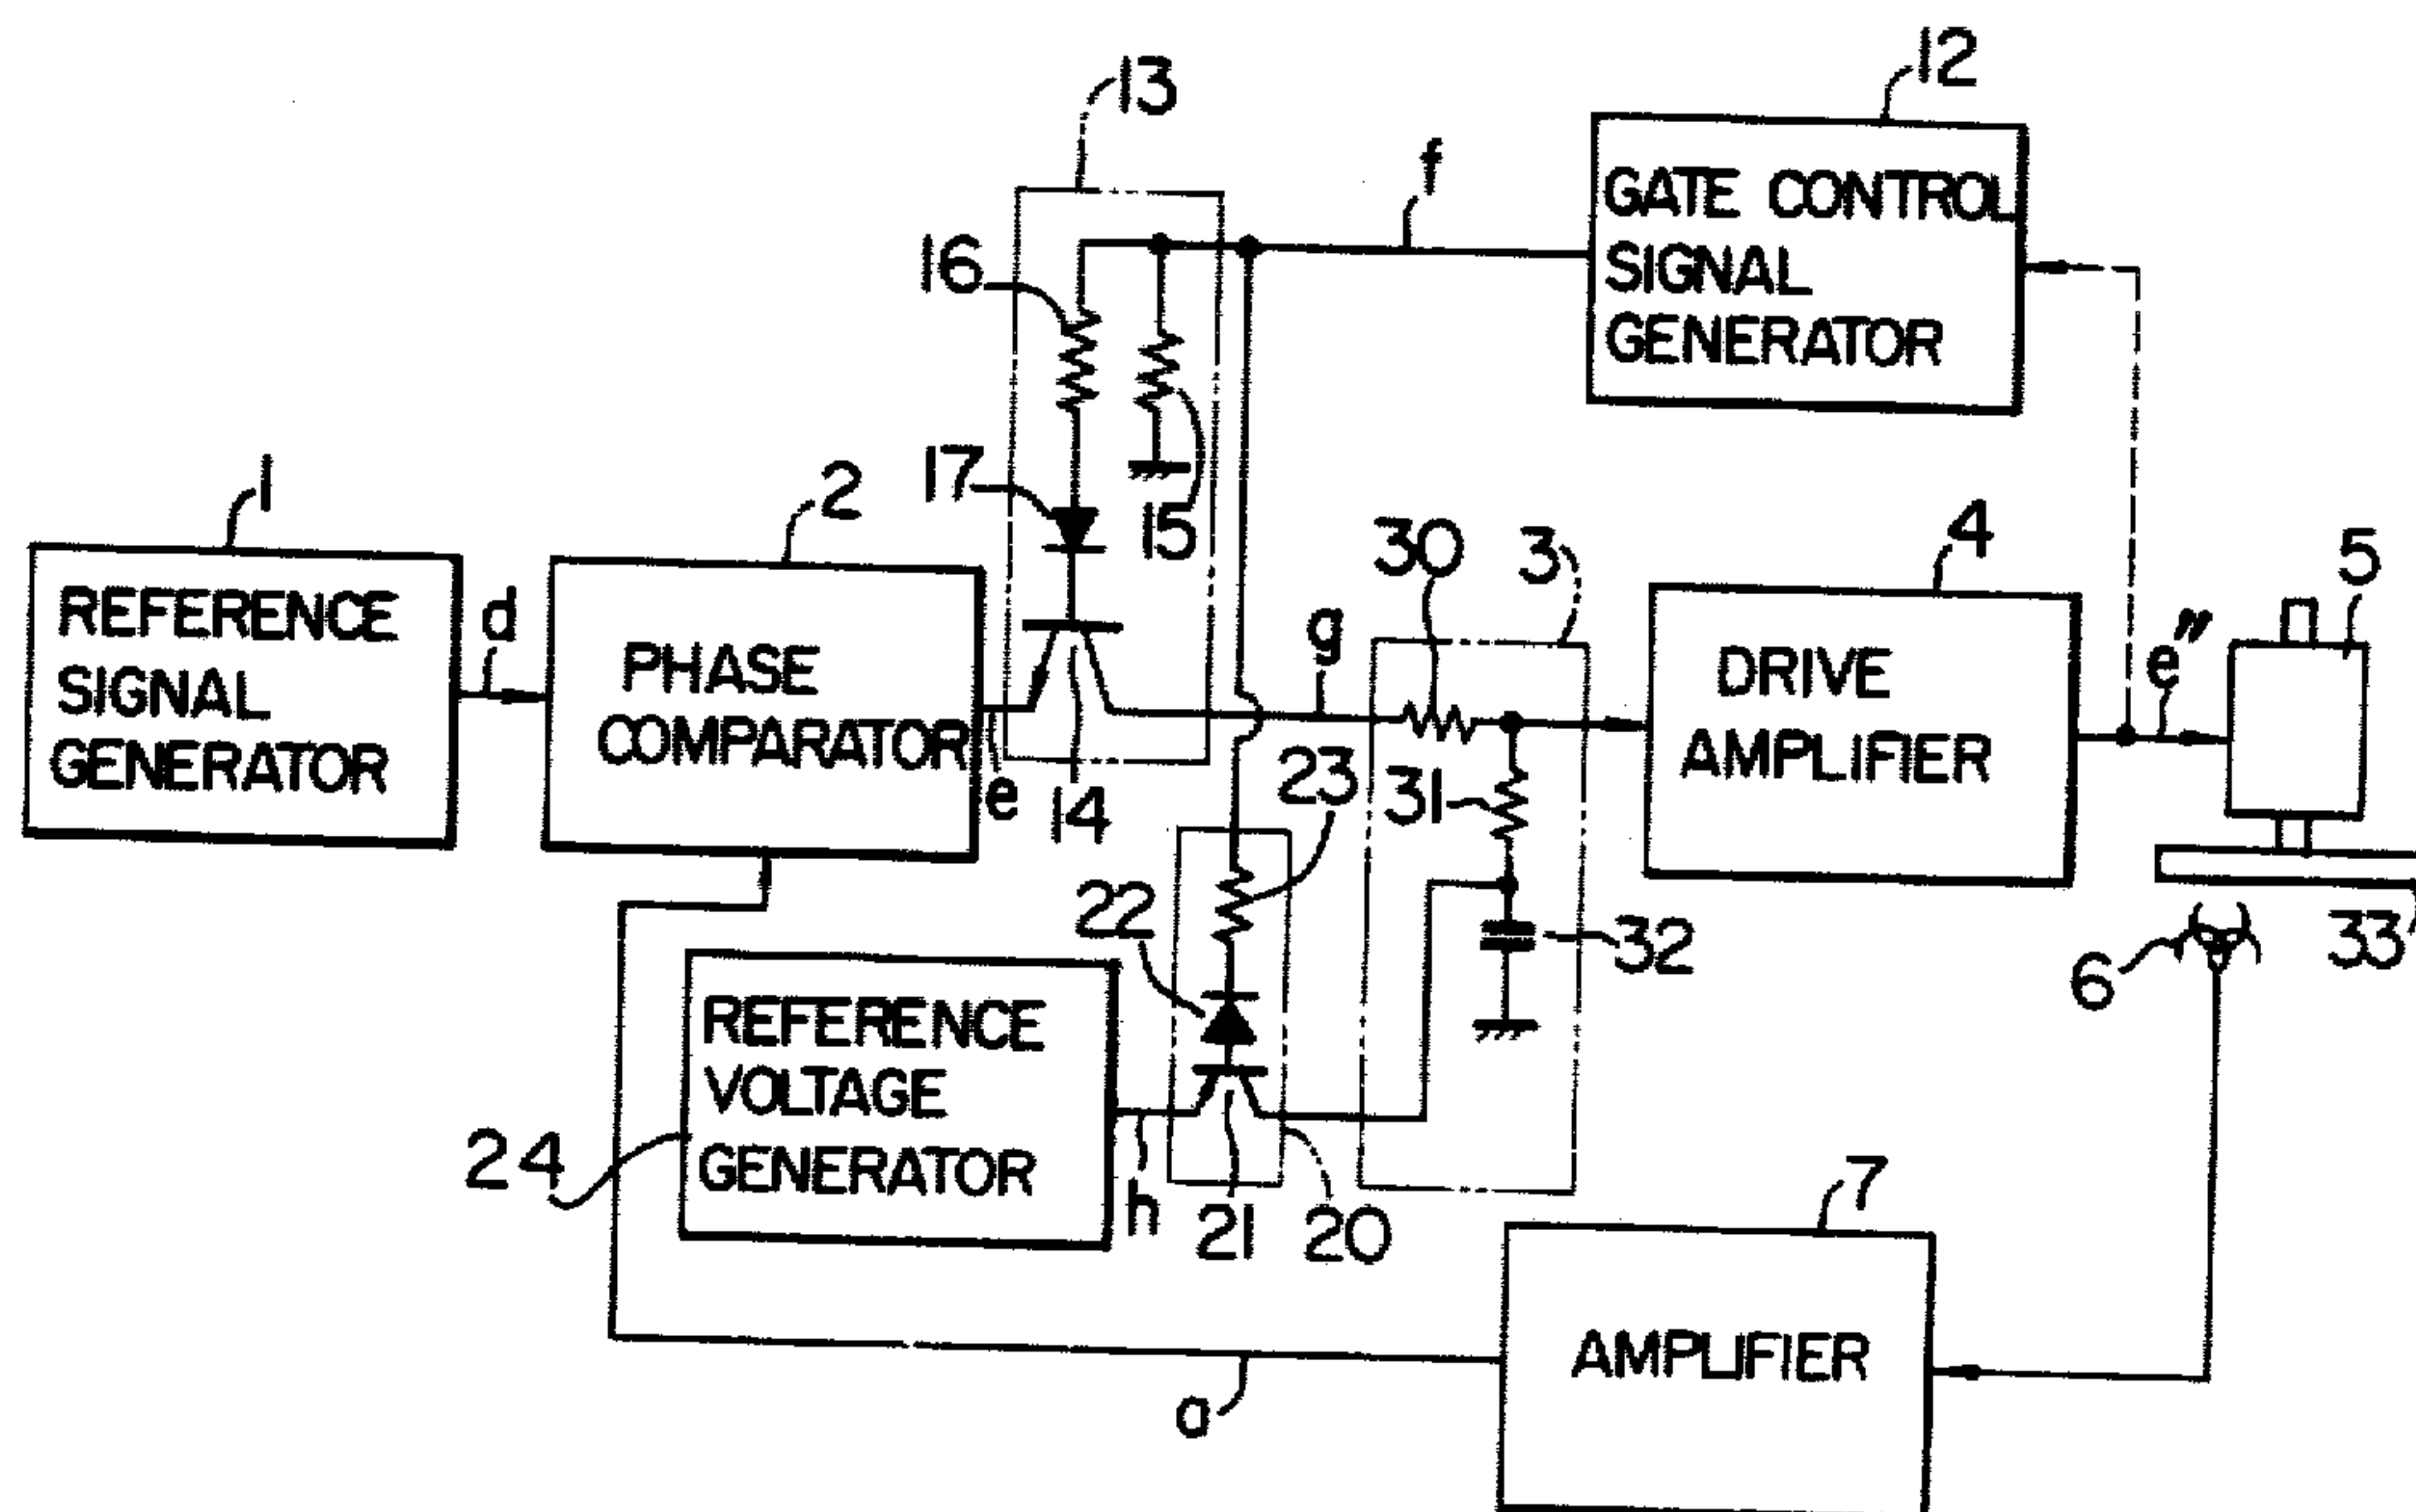 12
13
f
GATE CONTROL
SIGNAL
GENERATOR
16
17
15
1
2
30
3
4
5
REFERENCE
SIGNAL
GENERATOR
d
PHASE
COMPARATOR
g
DRIVE
AMPLIFIER
e"
e
14
23
31
22
32
6
33
REFERENCE
VOLTAGE
GENERATOR
24
h
21
20
7
AMPLIFIER
a